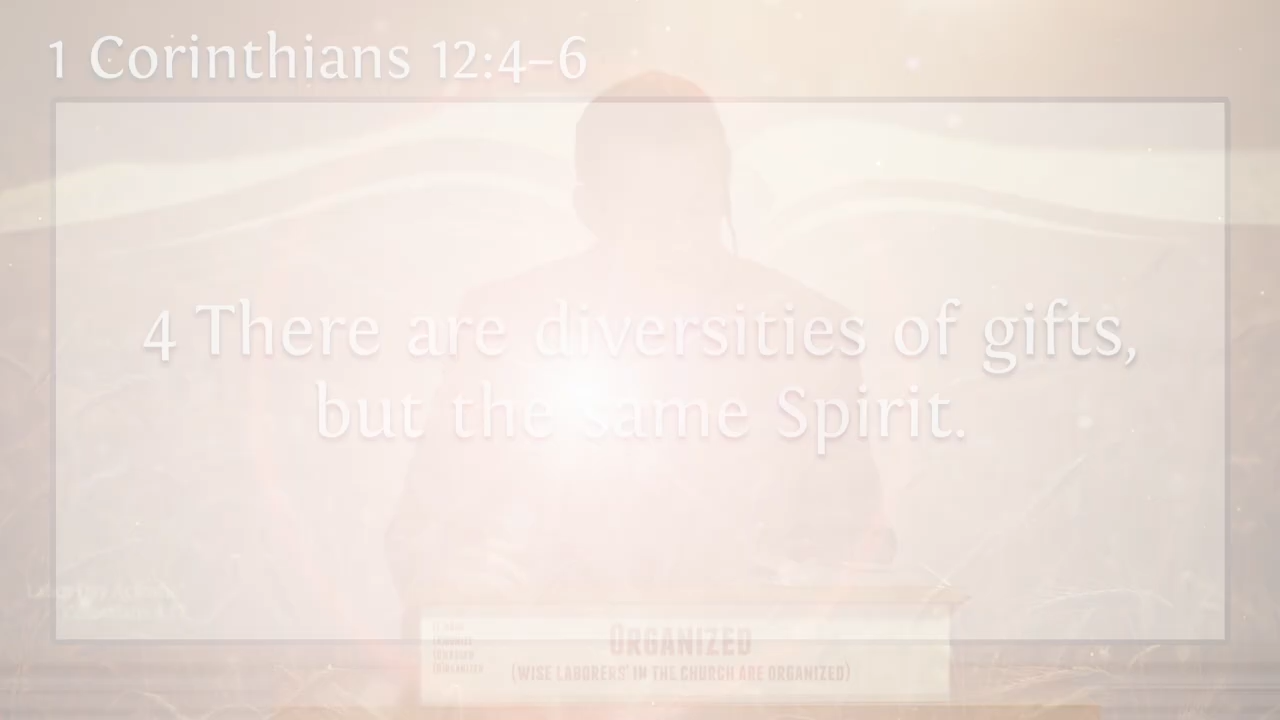 1 Corinthians 12:4–6
4 There are diversities of gifts,
but the same Spirit.
ORGANIZED
(WISE LABORERS' IN THE CHURCH ARE ORGANIZED)